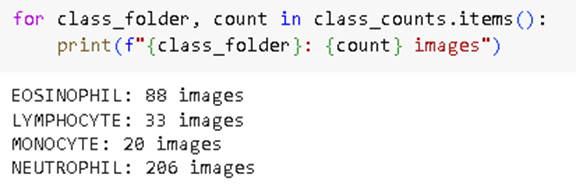 for class_folder, count in class_counts.items():
    print(f"{class_folder}: {count} images")
EOSINOPHIL: 88 images
LYMPHOCYTE: 33 images
MONOCYTE: 20 images
NEUTROPHIL: 206 images